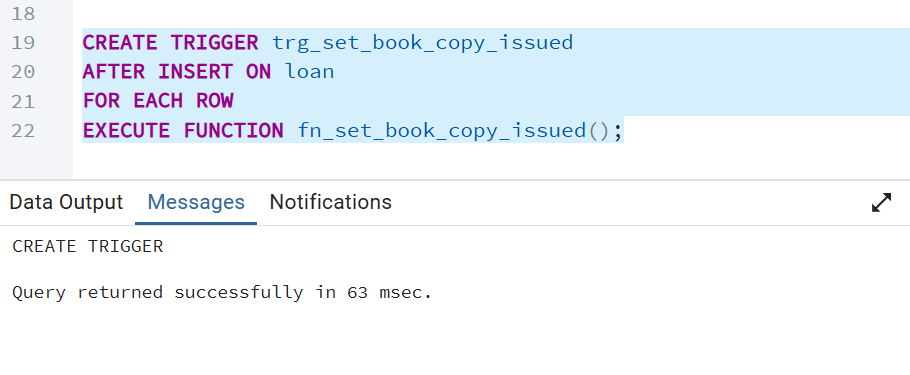 18
19 CREATE TRIGGER trg_set_book_copy_issued
20 AFTER INSERT ON loan
21 FOR EACH ROW
22 EXECUTE FUNCTION fn_set_book_copy_issued();
Data Output Messages Notifications
CREATE TRIGGER
Query returned successfully in 63 msec.